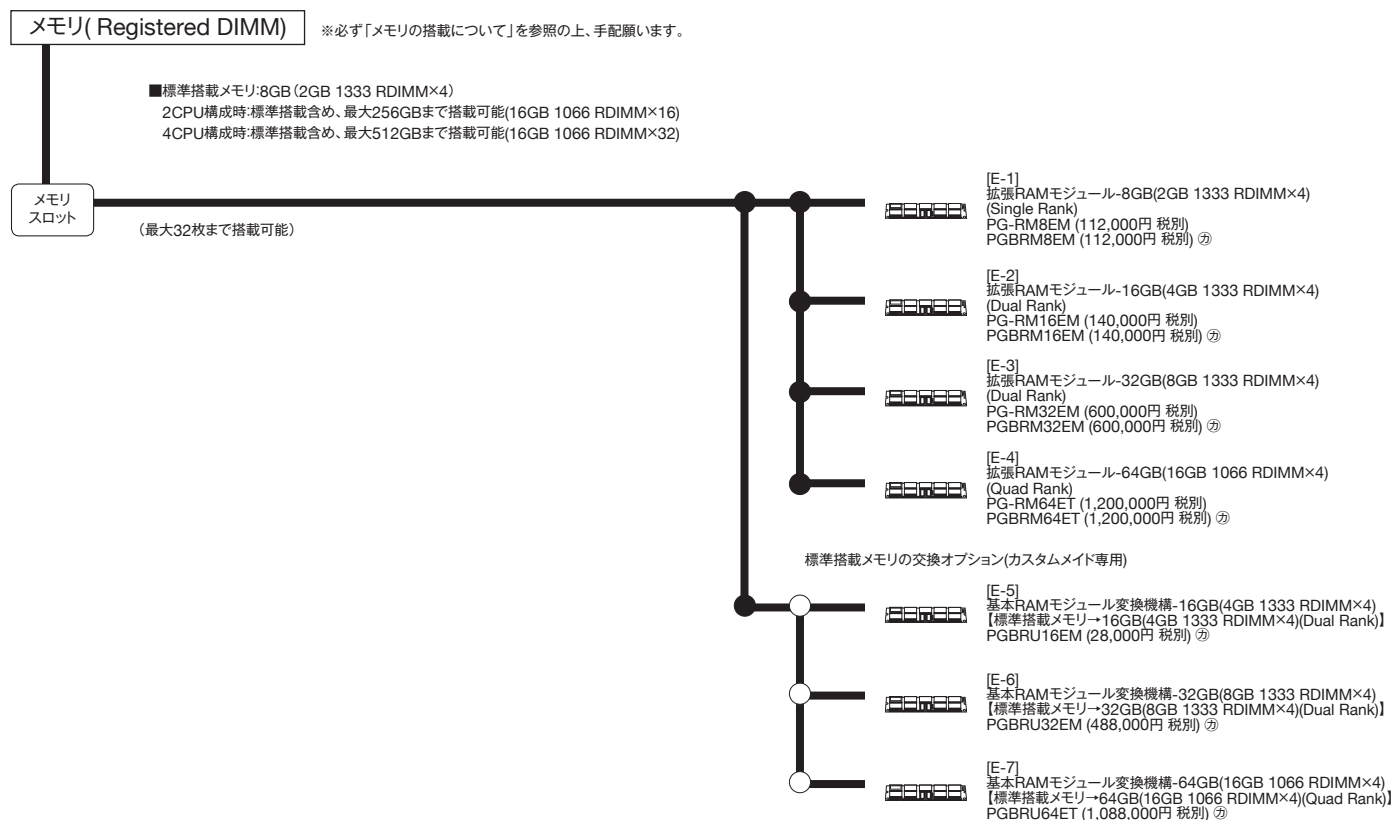 メモリ( Registered DIMM)
※必ず「メモリの搭載について」を参照の上、手配願います。
■標準搭載メモリ:8GB(2GB 1333 RDIMM×4)
2CPU構成時:標準搭載含め、最大256GBまで搭載可能(16GB 1066 RDIMM×16)
4CPU構成時:標準搭載含め、最大512GBまで搭載可能(16GB 1066 RDIMM×32)
メモリ
スロット
(最大32枚まで搭載可能)
[E-1]
拡張RAMモジュール-8GB(2GB 1333 RDIMM×4)
(Single Rank)
PG-RM8EM (112,000円 税別)
PGBRM8EM (112,000円 税別) ㋕
[E-2]
拡張RAMモジュール-16GB(4GB 1333 RDIMM×4)
(Dual Rank)
PG-RM16EM (140,000円 税別)
PGBRM16EM (140,000円 税別) ㋕
[E-3]
拡張RAMモジュール-32GB(8GB 1333 RDIMM×4)
(Dual Rank)
PG-RM32EM (600,000円 税別)
PGBRM32EM (600,000円 税別) ㋕
[E-4]
拡張RAMモジュール-64GB(16GB 1066 RDIMM×4)
(Quad Rank)
PG-RM64ET (1,200,000円 税別)
PGBRM64ET (1,200,000円 税別) ㋕
標準搭載メモリの交換オプション(カスタムメイド専用)
[E-5]
基本RAMモジュール変換機構-16GB(4GB 1333 RDIMM×4)
【標準搭載メモリ→16GB(4GB 1333 RDIMM×4)(Dual Rank)】
PGBRU16EM (28,000円 税別) ㋕
[E-6]
基本RAMモジュール変換機構-32GB(8GB 1333 RDIMM×4)
【標準搭載メモリ→32GB(8GB 1333 RDIMM×4)(Dual Rank)】
PGBRU32EM (488,000円 税別) ㋕
[E-7]
基本RAMモジュール変換機構-64GB(16GB 1066 RDIMM×4)
【標準搭載メモリ→64GB(16GB 1066 RDIMM×4)(Quad Rank)】
PGBRU64ET (1,088,000円 税別) ㋕